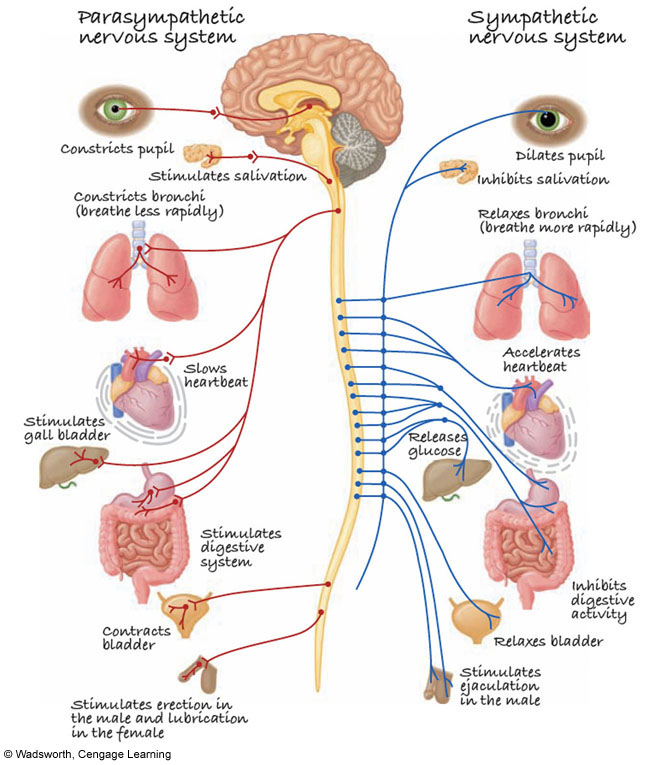 Parasympathetic
nervous system
Sympathetic
nervous system
Constricts pupil
Stimulates salivation
Constricts bronchi
(breathe less rapidly)
Slows
heartbeat
Stimulates
gall bladder
Stimulates
digestive
system
Contracts
bladder
Stimulates erection in
the male and lubrication
in the female
Dilates pupil
Inhibits salivation
Relaxes bronchi
(breathe more rapidly)
Accelerates
heartbeat
Releases
glucose
Inhibits
digestive
activity
Relaxes bladder
Stimulates
ejaculation
in the male
© Wadsworth, Cengage Learning